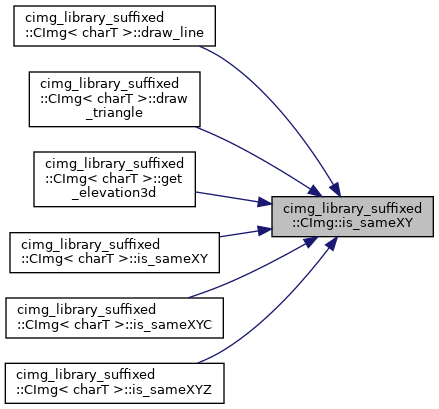 cimg_library_suffixed
::CImg< charT >::draw_line
cimg_library_suffixed
::CImg< charT >::draw
_triangle
cimg_library_suffixed
::CImg< charT >::get
_elevation3d
cimg_library_suffixed
::CImg::is_sameXY
cimg_library_suffixed
::CImg< charT >::is_sameXY
cimg_library_suffixed
::CImg< charT >::is_sameXYC
cimg_library_suffixed
::CImg< charT >::is_sameXYZ